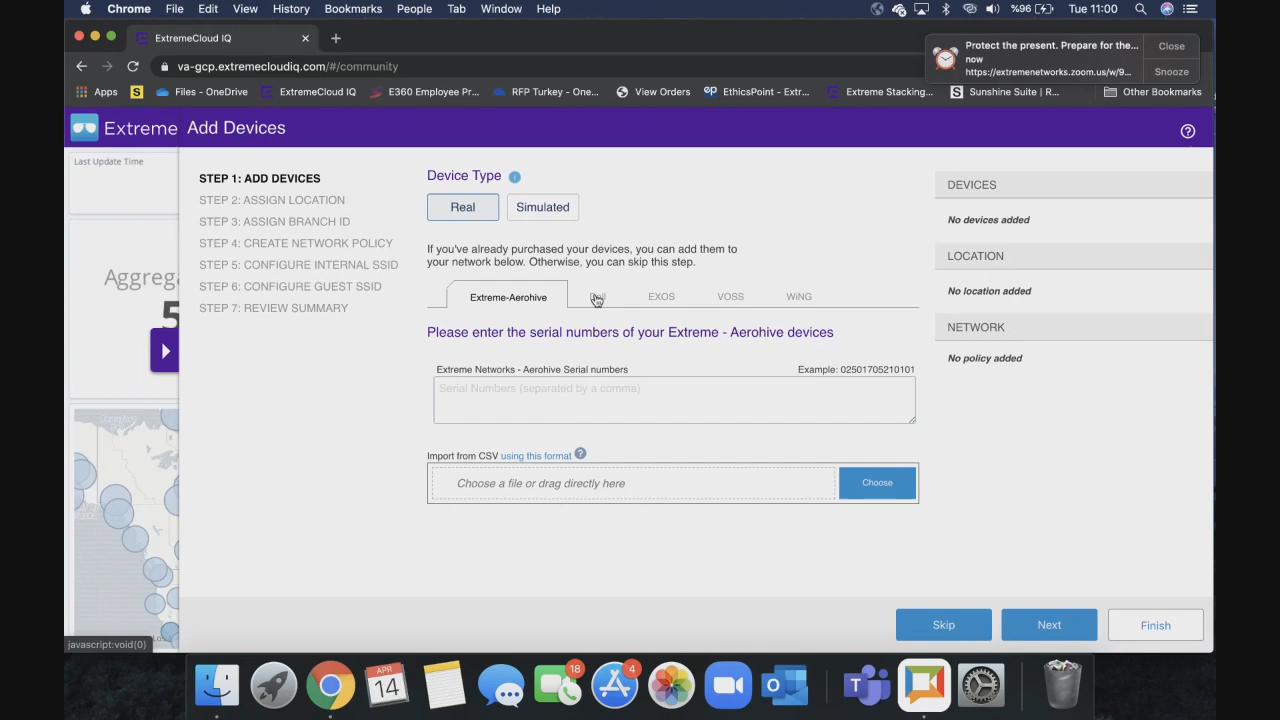 Chrome File Edit View History Bookmarks People Tab Window Help
%96 Tue 11:00
ExtremeCloud IQ
va-gcp.extremecloudiq.com/#/community
Protect the present. Prepare for the...
now
https://extremenetworks.zoom.us/w/9...
Close
Snooze
Apps Files - OneDrive ExtremeCloud IQ E360 Employee Pr... RFP Turkey - One... View Orders EthicsPoint - Extr... Extreme Stacking... Sunshine Suite | R... Other Bookmarks
Extreme
Add Devices
Last Update Time
Aggrega
5
STEP 1: ADD DEVICES
STEP 2: ASSIGN LOCATION
STEP 3: ASSIGN BRANCH ID
STEP 4: CREATE NETWORK POLICY
STEP 5: CONFIGURE INTERNAL SSID
STEP 6: CONFIGURE GUEST SSID
STEP 7: REVIEW SUMMARY
Device Type
Real Simulated
If you've already purchased your devices, you can add them to
your network below. Otherwise, you can skip this step.
Extreme-Aerohive EXOS VOSS WiNG
Please enter the serial numbers of your Extreme - Aerohive devices
Extreme Networks - Aerohive Serial numbers Example: 02501705210101
Serial Numbers (separated by a comma)
Import from CSV using this format
Choose a file or drag directly here
Choose
DEVICES
No devices added
LOCATION
No location added
NETWORK
No policy added
Skip Next Finish
javascript:void(0)
APR
14
18
4